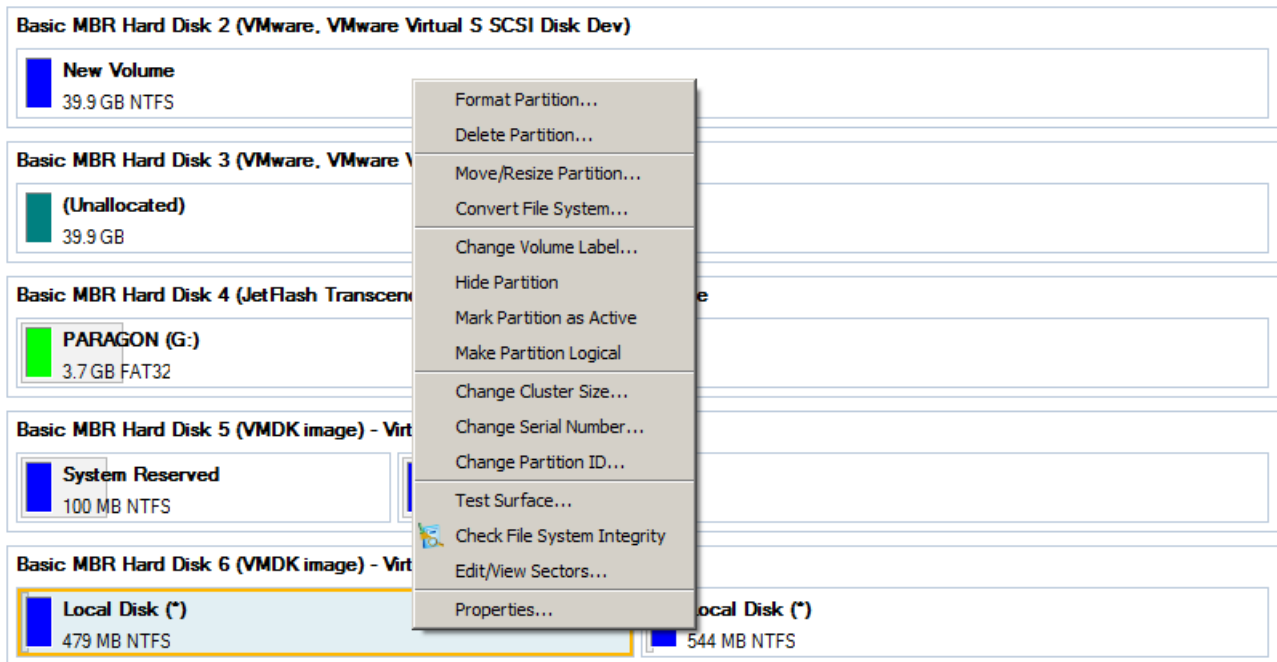 Basic MBR Hard Disk 2 (VMware, VMware Virtual S SCSI Disk Dev)
New Volume
39.9 GB NTFS
Basic MBR Hard Disk 3 (VMware, VMware
(Unallocated)
39.9 GB
Basic MBR Hard Disk 4 (JetFlash
PARAGON (G:)
3.7 GB FAT32
Basic MBR Hard Disk 5 (VMDK image) -
System Reserved
100 MB NTFS
Basic MBR Hard Disk 6 (VMDK image) -
Local Disk (*)
479 MB NTFS
Local Disk (*)
544 MB NTFS
Format Partition...
Delete Partition...
Move/Resize Partition...
Convert File System...
Change Volume Label...
Hide Partition
Mark Partition as Active
Make Partition Logical
Change Cluster Size...
Change Serial Number...
Change Partition ID...
Test Surface...
Check File System Integrity
Edit/View Sectors...
Properties...